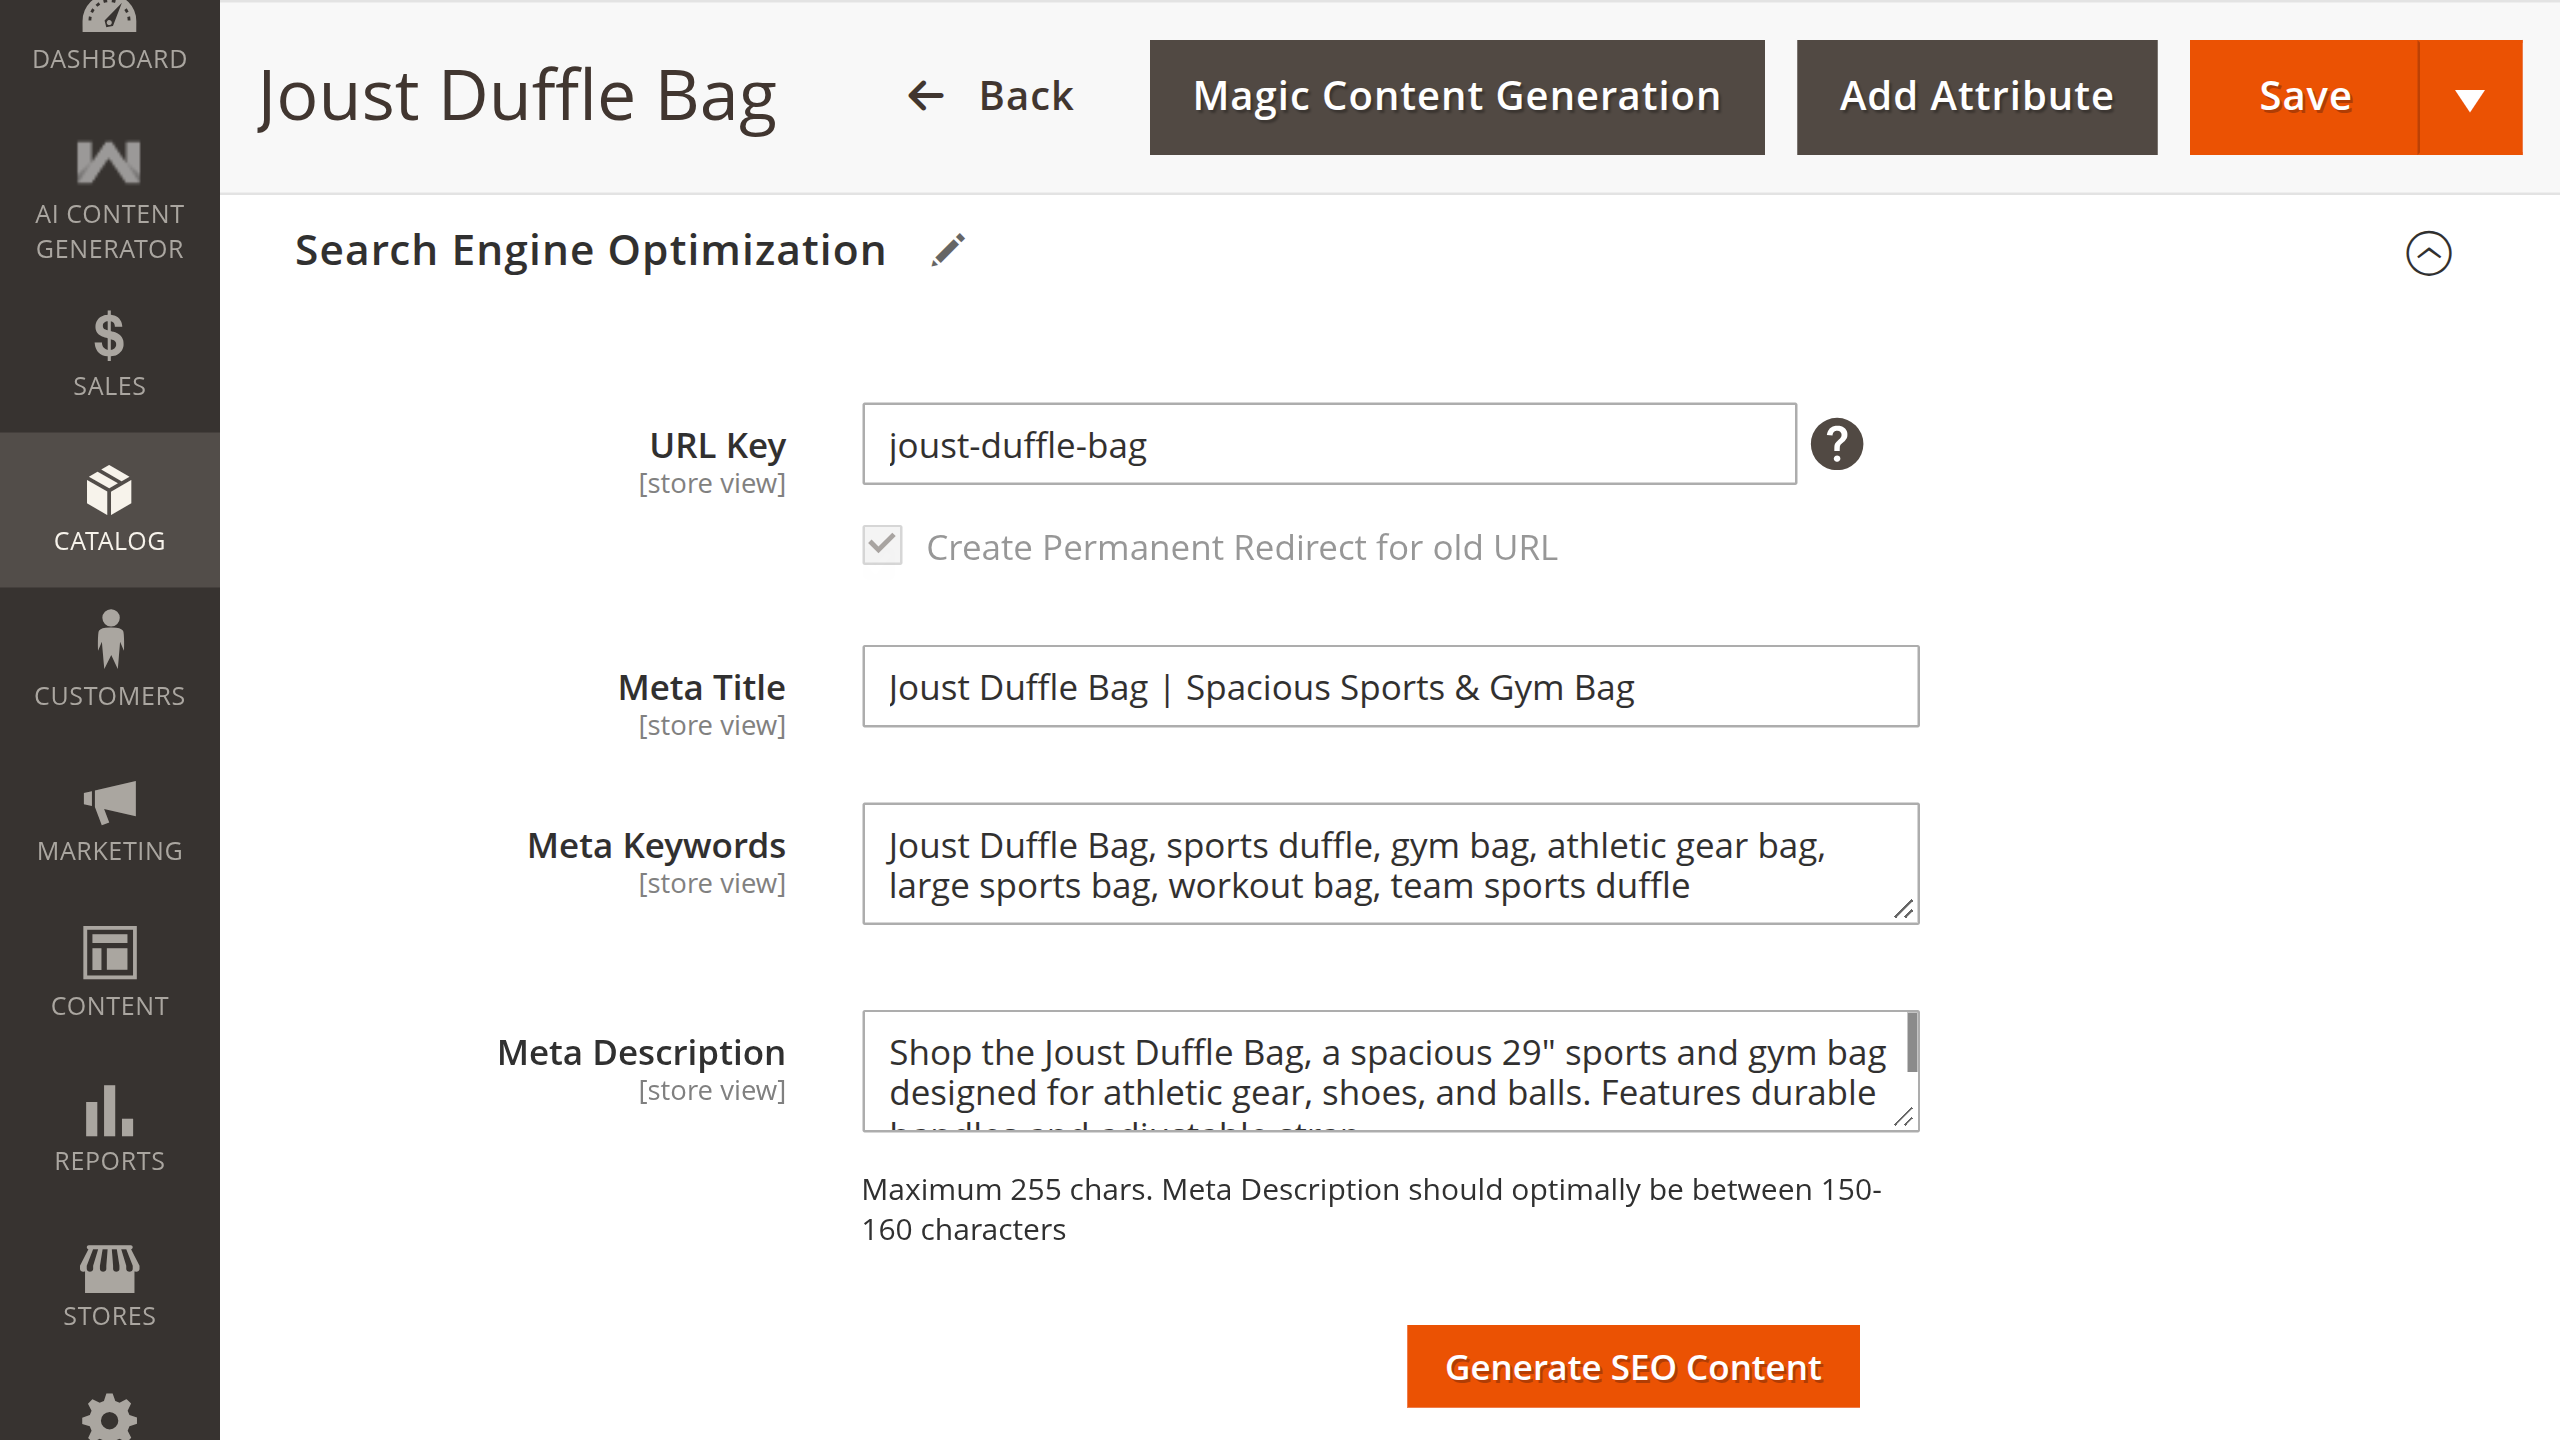 DASHBOARD
AI CONTENT
GENERATOR
SALES
CATALOG
CUSTOMERS
MARKETING
CONTENT
REPORTS
STORES
Joust Duffle Bag
Back
Magic Content Generation
Add Attribute
Save
Search Engine Optimization
URL Key
[store view]
joust-duffle-bag
?
Create Permanent Redirect for old URL
Meta Title
[store view]
Joust Duffle Bag | Spacious Sports & Gym Bag
Meta Keywords
[store view]
Joust Duffle Bag, sports duffle, gym bag, athletic gear bag,
large sports bag, workout bag, team sports duffle
Meta Description
[store view]
Shop the Joust Duffle Bag, a spacious 29" sports and gym bag
designed for athletic gear, shoes, and balls. Features durable
handles and adjustable strap
Maximum 255 chars. Meta Description should optimally be between 150-
160 characters
Generate SEO Content